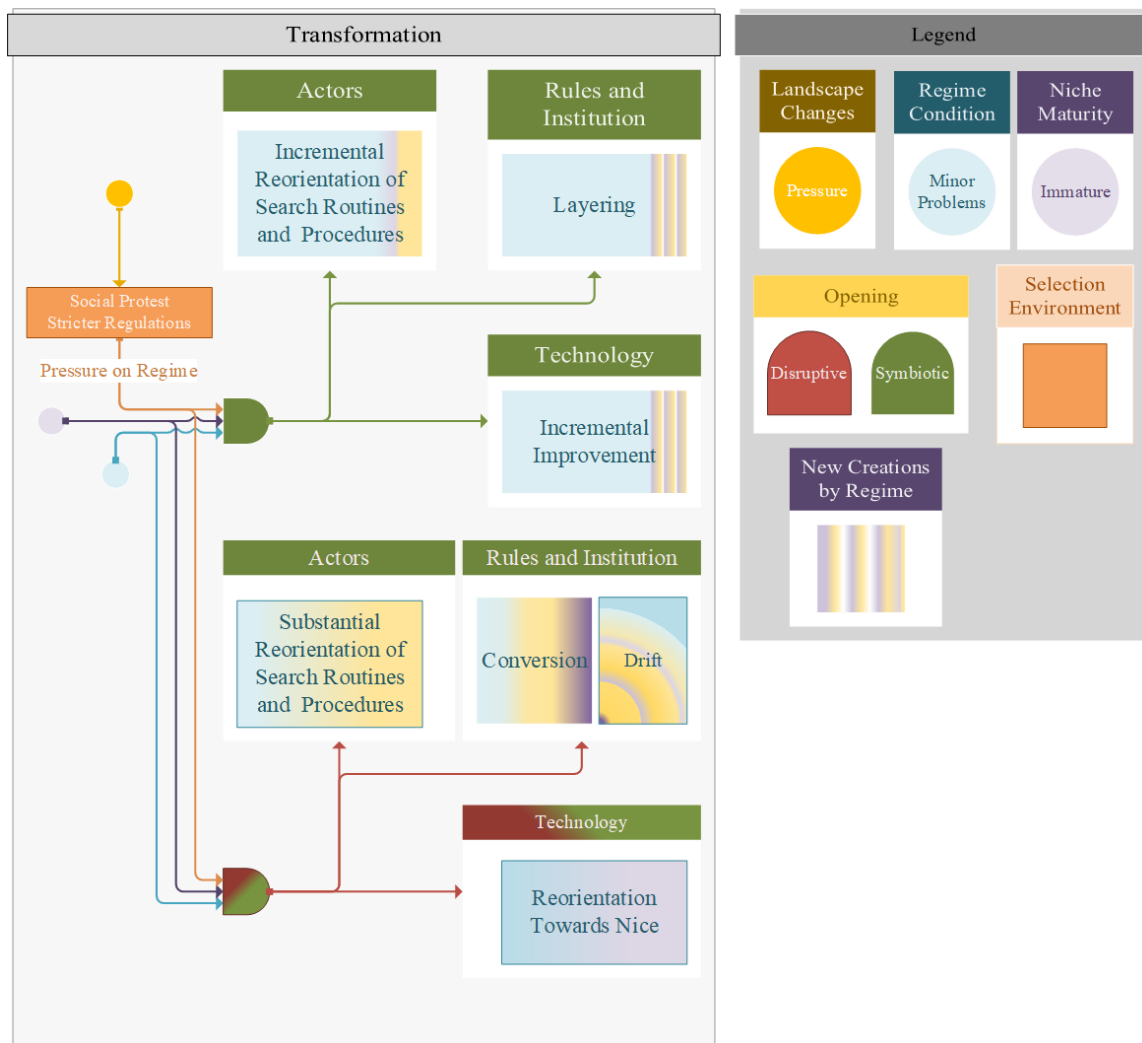 Transformation
Actors
Incremental
Reorientation of
Search Routines
and Procedures
Rules and
Institution
Layering
Social Protest
Stricter Regulations
Pressure on Regime
Technology
Incremental
Improvement
Actors
Substantial
Reorientation of
Search Routines
and Procedures
Rules and Institution
Conversion
Drift
Technology
Reorientation
Towards Nice
Legend
Landscape
Changes
Pressure
Regime
Condition
Minor
Problems
Niche
Maturity
Immature
Opening
Disruptive
Symbiotic
Selection
Environment
New Creations
by Regime